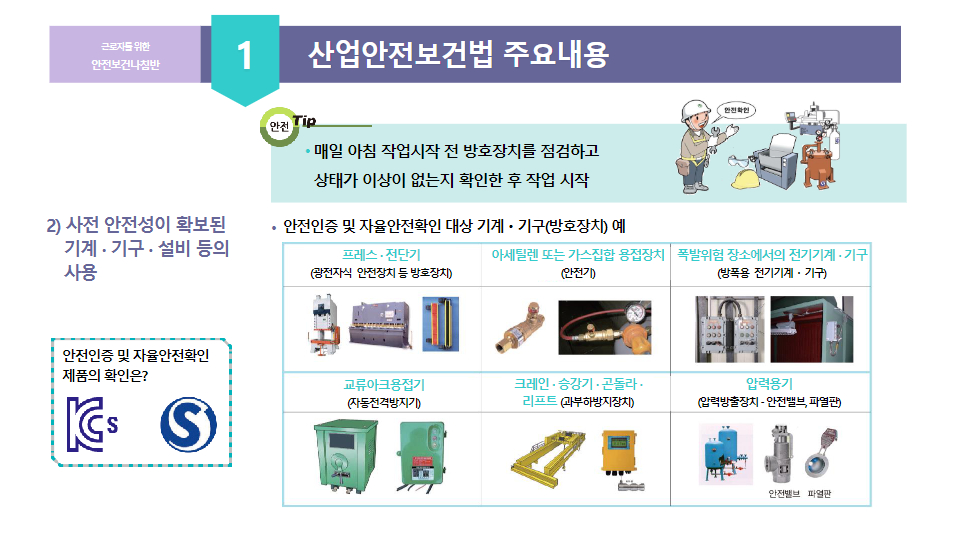 근로자를 위한
안전보건나침반
1
산업안전보건법 주요내용
안전 Tip
안전확인
• 매일 아침 작업시작 전 방호장치를 점검하고
상태가 이상이 없는지 확인한 후 작업 시작
2) 사전 안전성이 확보된
기계 · 기구 · 설비 등의
사용
• 안전인증 및 자율안전확인 대상 기계 · 기구(방호장치) 예
프레스 · 전단기
(광전자식 안전장치 등 방호장치)
아세틸렌 또는 가스집합 용접장치
(안전기)
폭발위험 장소에서의 전기기계 · 기구
(방폭용 전기기계 · 기구)
안전인증 및 자율안전확인
제품의 확인은?
KCs
S
교류아크용접기
(자동전격방지기)
크레인 · 승강기 · 곤돌라 ·
리프트 (과부하방지장치)
압력용기
(압력방출장치 - 안전밸브, 파열판)
안전밸브
파열판